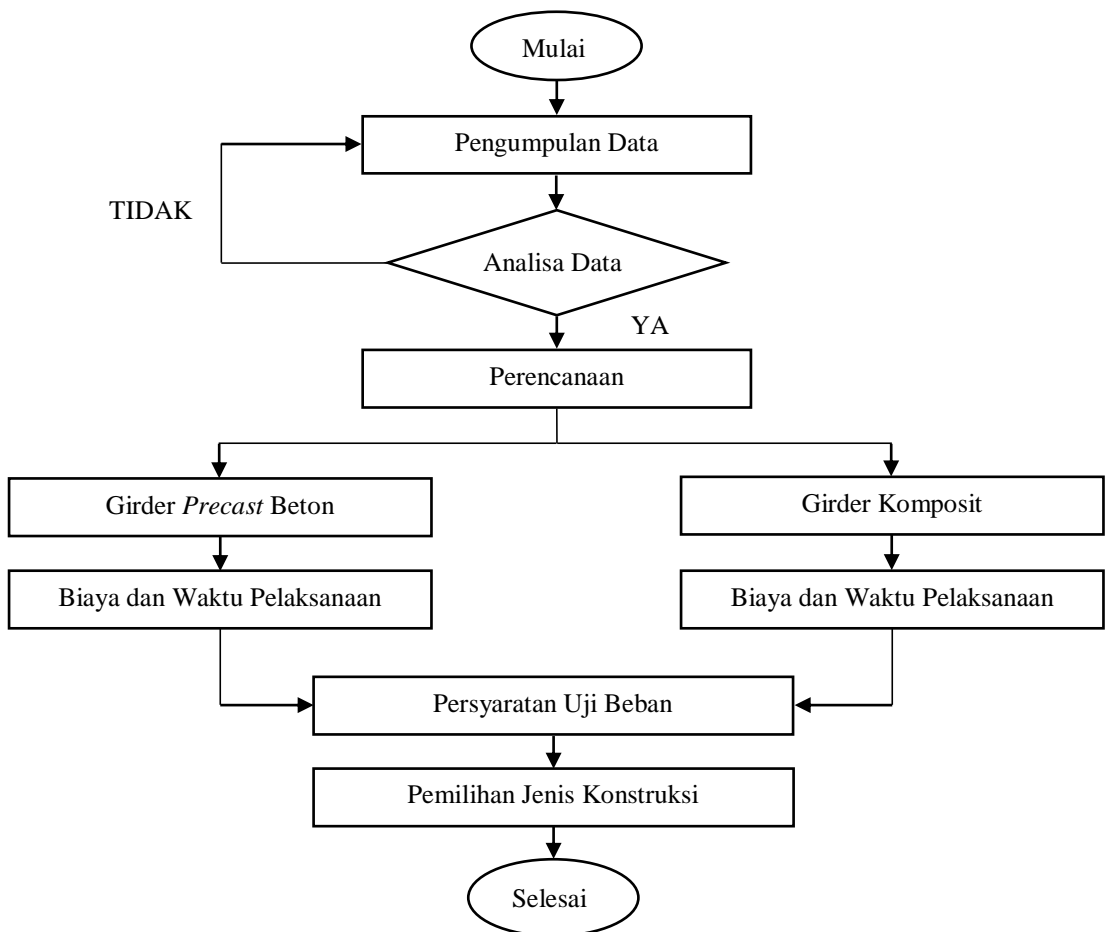 Mulai
Pengumpulan Data
TIDAK
Analisa Data
YA
Perencanaan
Girder Precast Beton
Girder Komposit
Biaya dan Waktu Pelaksanaan
Biaya dan Waktu Pelaksanaan
Persyaratan Uji Beban
Pemilihan Jenis Konstruksi
Selesai